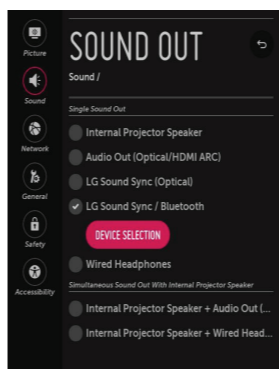 SOUND OUT
Sound /
Picture
Sound
Network
General
Safety
Accessibility
Single Sound Out
Internal Projector Speaker
Audio Out (Optical/HDMI ARC)
LG Sound Sync (Optical)
LG Sound Sync / Bluetooth
DEVICE SELECTION
Wired Headphones
Simultaneous Sound Out With Internal Projector Speaker
Internal Projector Speaker + Audio Out (...
Internal Projector Speaker + Wired Head...